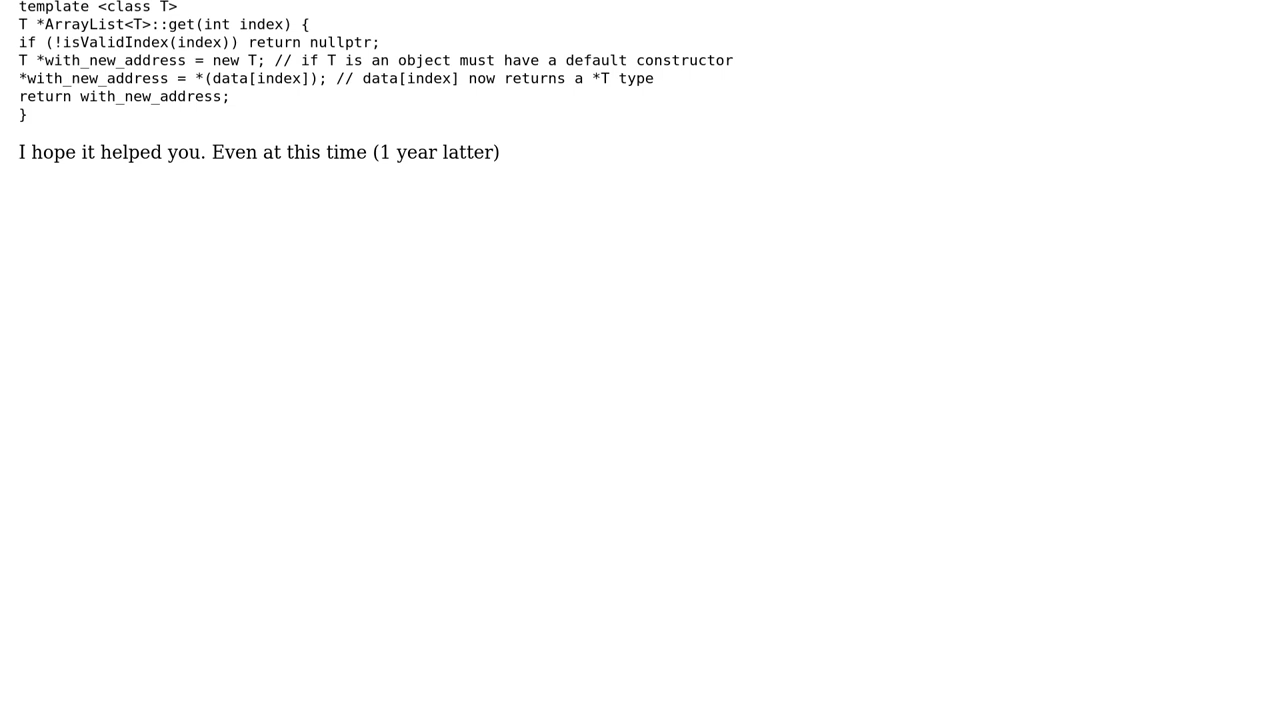 template <class T>
T *ArrayList<T>::get(int index) {
if (!isValidIndex(index)) return nullptr;
T *with_new_address = new T; // if T is an object must have a default constructor
*with_new_address = *(data[index]); // data[index] now returns a *T type
return with_new_address;
}
I hope it helped you. Even at this time (1 year latter)